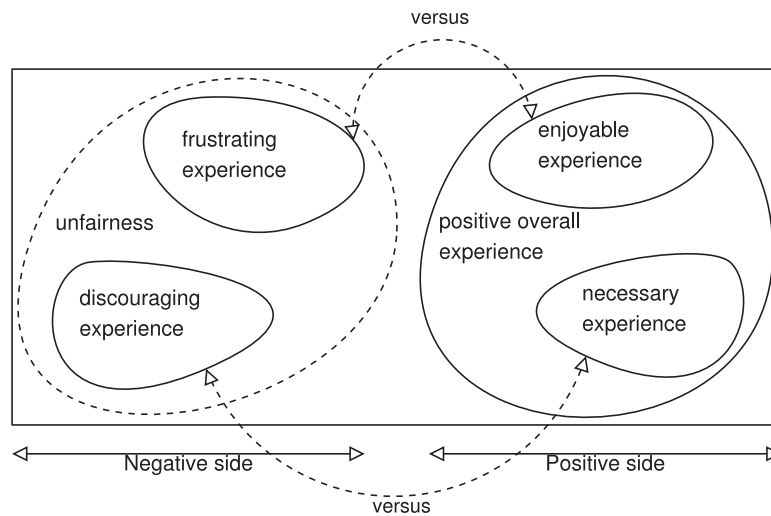 versus
frustrating
experience
enjoyable
experience
unfairness
positive overall
experience
discouraging
experience
necessary
experience
Negative side
Positive side
versus